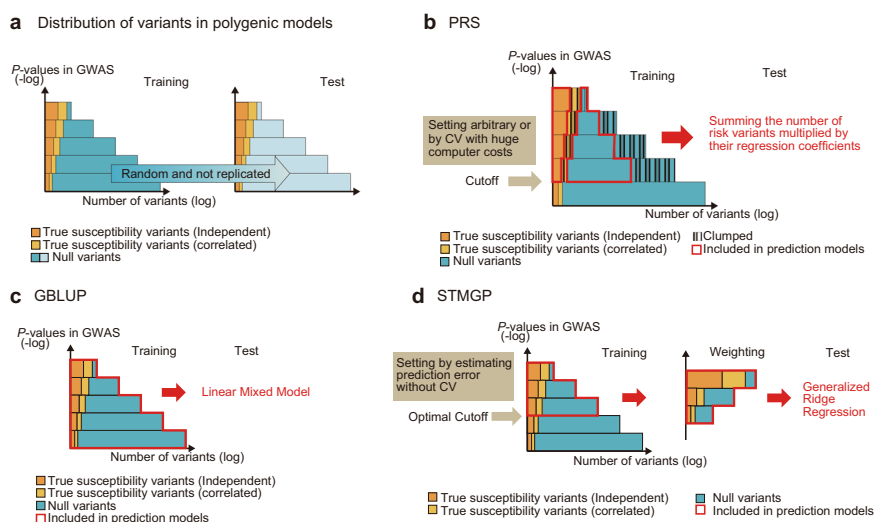 a Distribution of variants in polygenic models
P-values in GWAS
(-log)
Training
Test
Random and not replicated
Number of variants (log)
True susceptibility variants (Independent)
True susceptibility variants (correlated)
Null variants
b PRS
P-values in GWAS
(-log)
Training
Test
Setting arbitrary or
by CV with huge
computer costs
Cutoff
Summing the number of
risk variants multiplied by
their regression coefficients
Number of variants (log)
True susceptibility variants (Independent)
True susceptibility variants (correlated)
Null variants
Clumped
Included in prediction models
c GBLUP
P-values in GWAS
(-log)
Training
Test
Linear Mixed Model
Number of variants (log)
True susceptibility variants (Independent)
True susceptibility variants (correlated)
Null variants
Included in prediction models
d STMGP
P-values in GWAS
(-log)
Training
Weighting
Test
Setting by estimating
prediction error
without CV
Optimal Cutoff
Generalized
Ridge
Regression
Number of variants (log)
True susceptibility variants (Independent)
True susceptibility variants (correlated)
Null variants
Included in prediction models